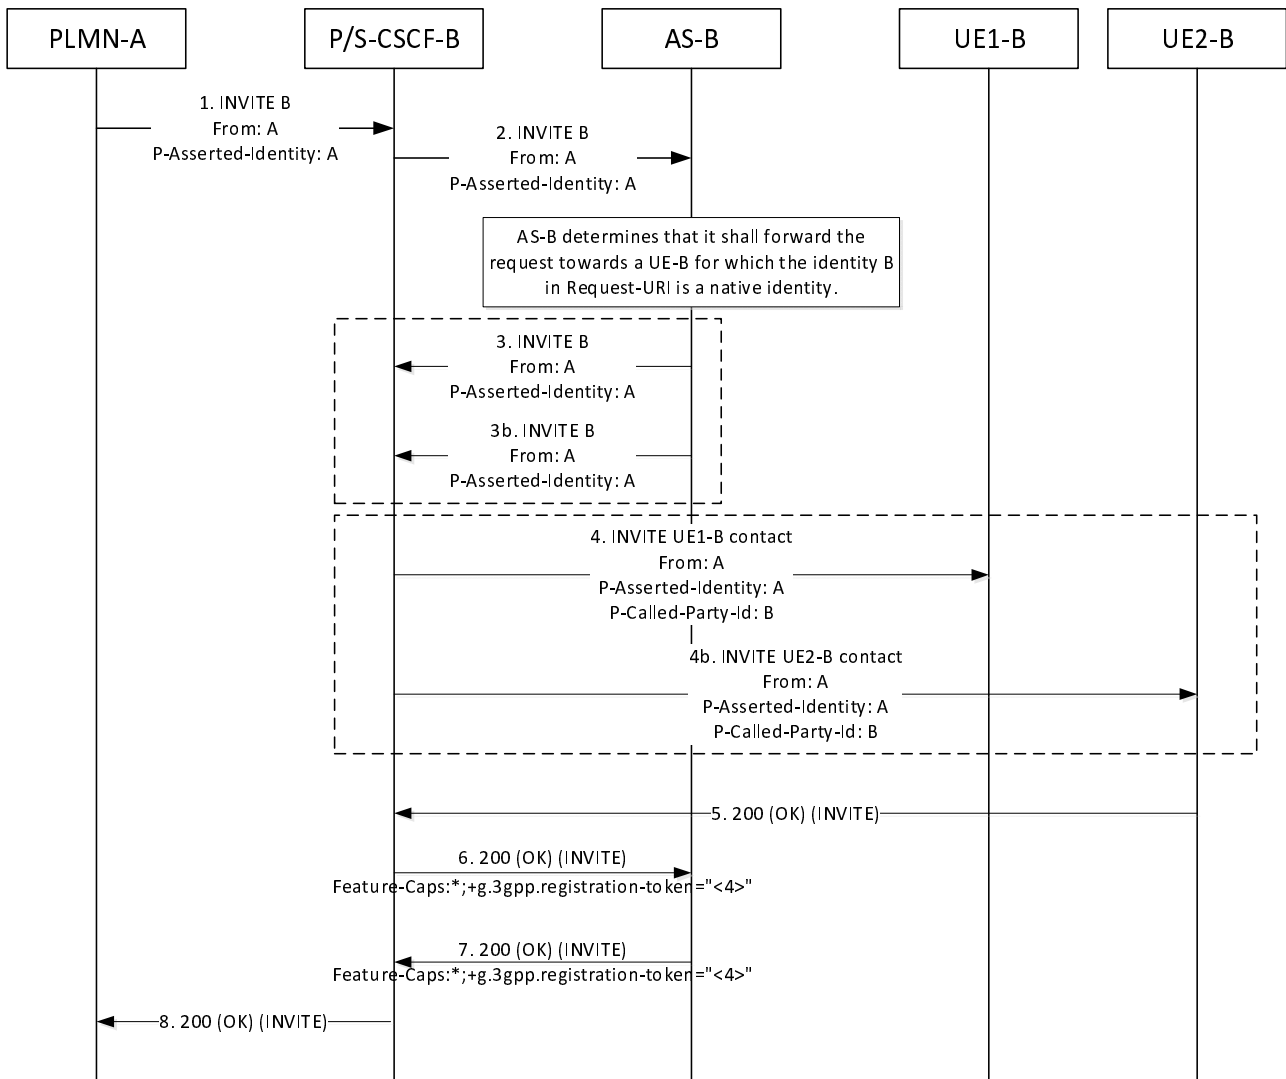 PLMN-A
P/S-CSCF-B
AS-B
UE1-B
UE2-B
1. INVITE B
From: A
P-Asserted-Identity: A
2. INVITE B
From: A
P-Asserted-Identity: A
AS-B determines that it shall forward the
request towards a UE-B for which the identity B
in Request-URI is a native identity.
3. INVITE B
From: A
P-Asserted-Identity: A
3b. INVITE B
From: A
P-Asserted-Identity: A
4. INVITE UE1-B contact
From: A
P-Asserted-Identity: A
P-Called-Party-Id: B
4b. INVITE UE2-B contact
From: A
P-Asserted-Identity: A
P-Called-Party-Id: B
5. 200 (OK) (INVITE)
6. 200 (OK) (INVITE)
Feature-Caps:*;+g.3gpp.registration-token="<4>"
7. 200 (OK) (INVITE)
Feature-Caps:*;+g.3gpp.registration-token="<4>"
8. 200 (OK) (INVITE)